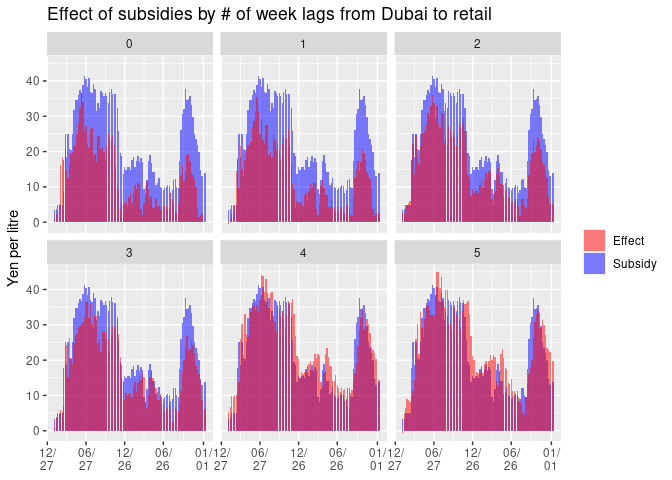 Effect of subsidies by # of week lags from Dubai to retail
0 1 2
40
30
20
10
0
Yen per litre
3 4 5
40
30
20
10
0
Effect
Subsidy
12/ 06/ 12/ 06/ 01/12/ 06/ 12/ 06/ 01/12/ 06/ 12/ 06/ 01/
27 27 26 26 01 27 27 26 26 01 27 27 26 26 01